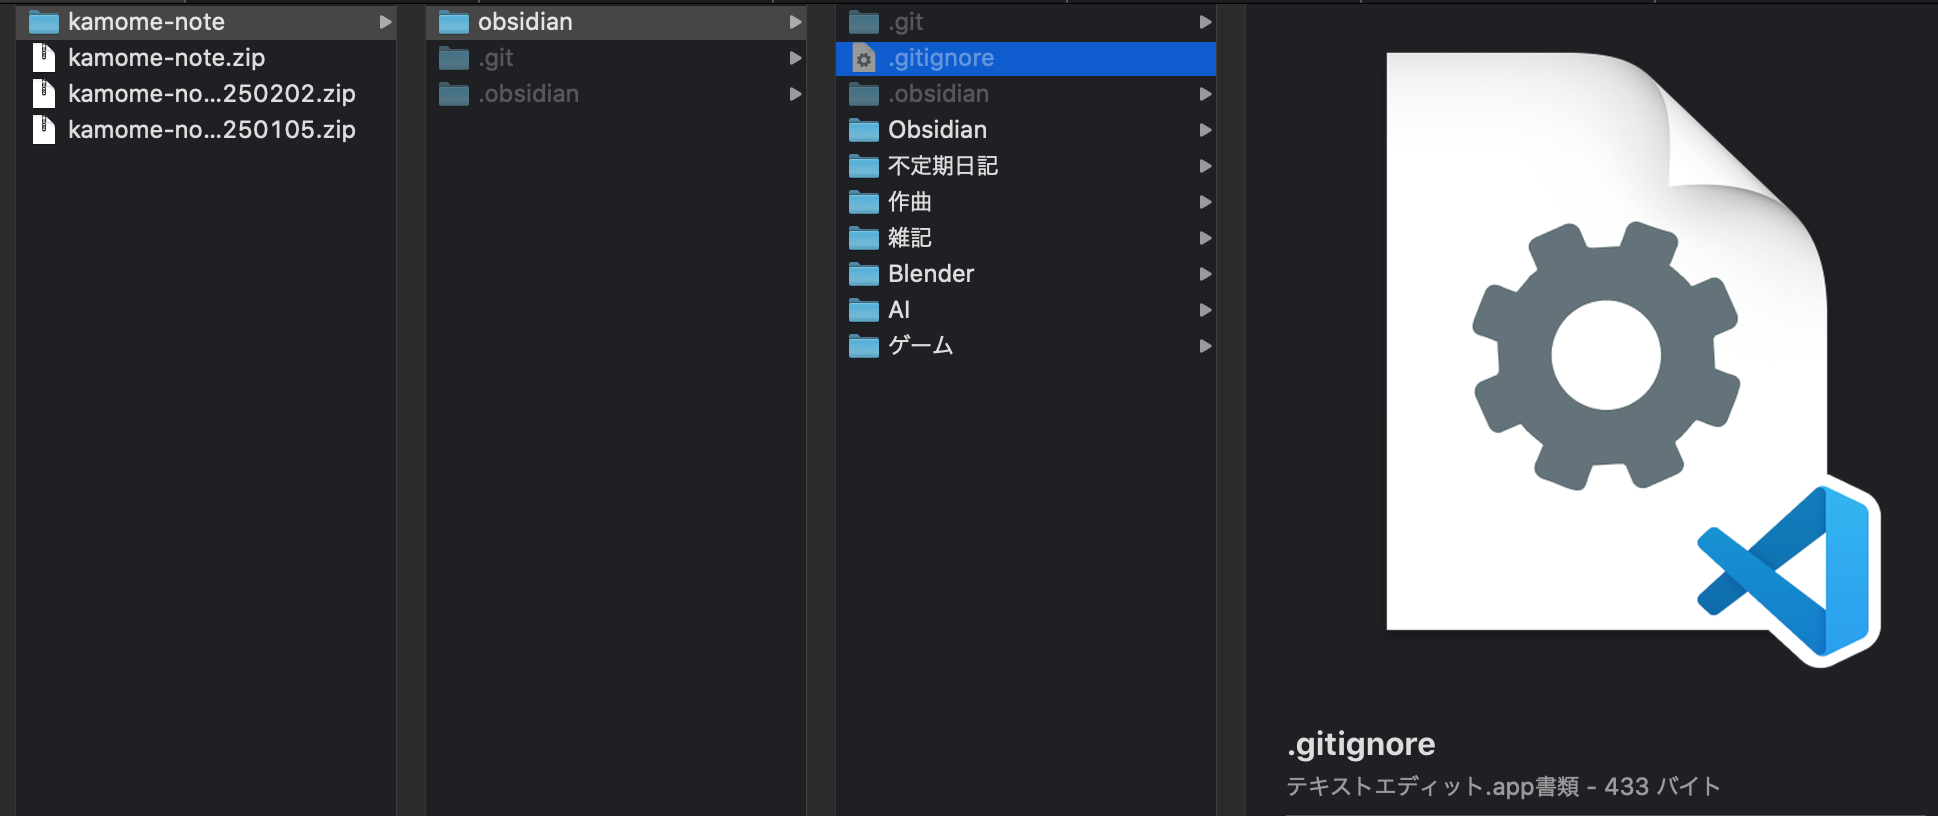 kamome-note
kamome-note.zip
kamome-no...250202.zip
kamome-no...250105.zip
obsidian
.git
.obsidian
.git
.gitignore
.obsidian
Obsidian
不定期日記
作曲
雑記
Blender
AI
ゲーム
.gitignore
テキストエディット.app書類 - 433 バイト